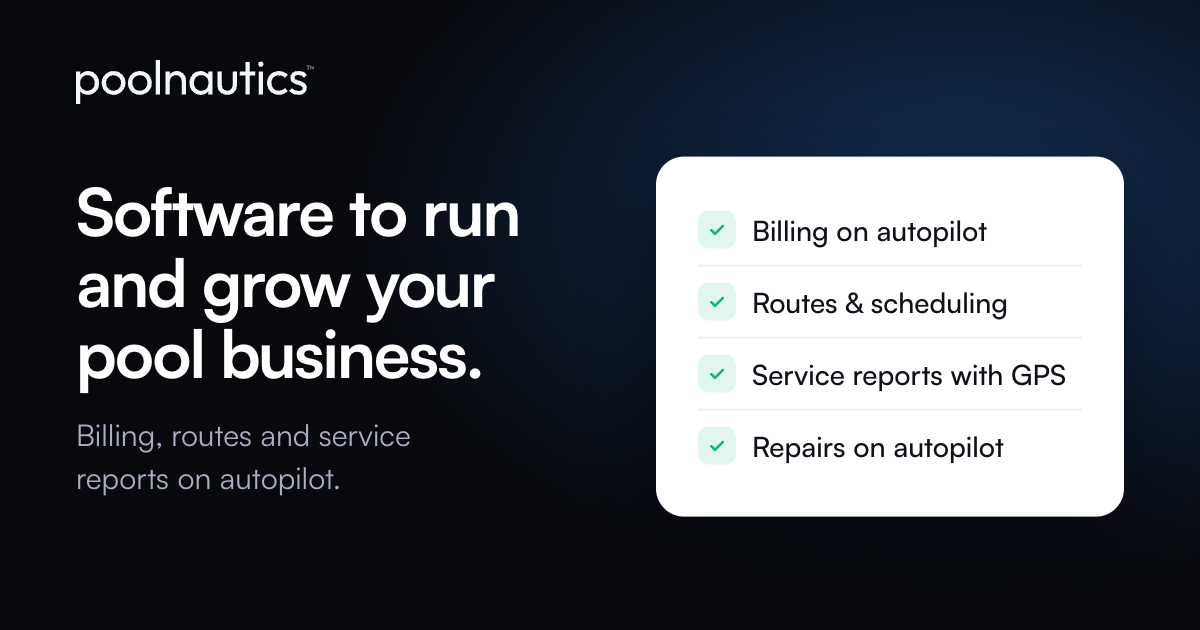 poolnautics™
Software to run
and grow your
pool business.
Billing, routes and service
reports on autopilot.
Billing on autopilot
Routes & scheduling
Service reports with GPS
Repairs on autopilot